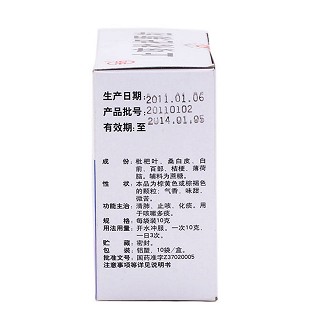 生产日期: 2011.01.06
产品批号: 20110102
有效期: 至 2014.01.05
成　份: 枇杷叶、桑白皮、白
前、百部、桔梗、薄荷
脑。辅料为蔗糖。
性　状: 本品为棕黄色或棕褐色
的颗粒；气香，味甜、
微苦。
功能主治: 清肺，止咳，化痰。用
于咳嗽多痰。
规　格: 每袋装10克
用法用量: 开水冲服。一次10克，
一日3次。
贮　藏: 密封。
包　装: 铝塑，10袋／盒。
批准文号: 国药准字Z37020005
注意事项等详见说明书